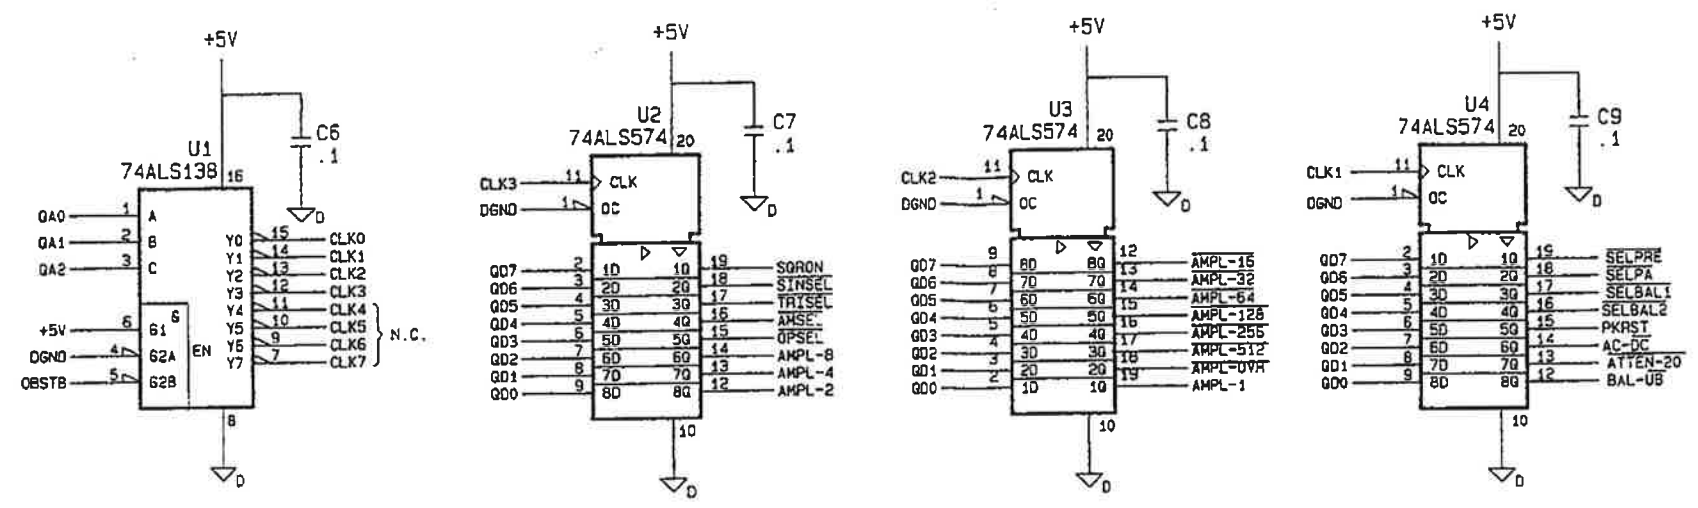 +5V
C6
.1
U1
74ALS138
16
QA0 1 A
QA1 2 B
QA2 3 C
Y0 15 CLK0
Y1 14 CLK1
Y2 13 CLK2
Y3 12 CLK3
Y4 11 CLK4
Y5 10 CLK5
Y6 9 CLK6
Y7 7 CLK7
N.C.
&
+5V 6 G1
EN
DGND 4 G2A
OBSTB 5 G2B
8
D
D
+5V
C7
.1
U2
74ALS574
20
CLK3 11 CLK
DGND 1 OC
QD7 2 1D 1Q 19 SQRON
QD6 3 2D 2Q 18 SINSEL
QD5 4 3D 3Q 17 TRISEL
QD4 5 4D 4Q 16 AMSEL
QD3 6 5D 5Q 15 OPSEL
QD2 7 6D 6Q 14 AMPL-8
QD1 8 7D 7Q 13 AMPL-4
QD0 9 8D 8Q 12 AMPL-2
10
D
D
+5V
C8
.1
U3
74ALS574
20
CLK2 11 CLK
DGND 1 OC
QD7 9 8D 8Q 12 AMPL-16
QD6 8 7D 7Q 13 AMPL-32
QD5 7 6D 6Q 14 AMPL-64
QD4 6 5D 5Q 15 AMPL-128
QD3 5 4D 4Q 16 AMPL-256
QD2 4 3D 3Q 17 AMPL-512
QD1 3 2D 2Q 18 AMPL-OVR
QD0 2 1D 1Q 19 AMPL-1
10
D
D
+5V
C9
.1
U4
74ALS574
20
CLK1 11 CLK
DGND 1 OC
QD7 2 1D 1Q 19 SELPRE
QD6 3 2D 2Q 18 SELPA
QD5 4 3D 3Q 17 SELBAL1
QD4 5 4D 4Q 16 SELBAL2
QD3 6 5D 5Q 15 PKRST
QD2 7 6D 6Q 14 AC-DC
QD1 8 7D 7Q 13 ATTEN-20
QD0 9 8D 8Q 12 BAL-UB
10
D
D